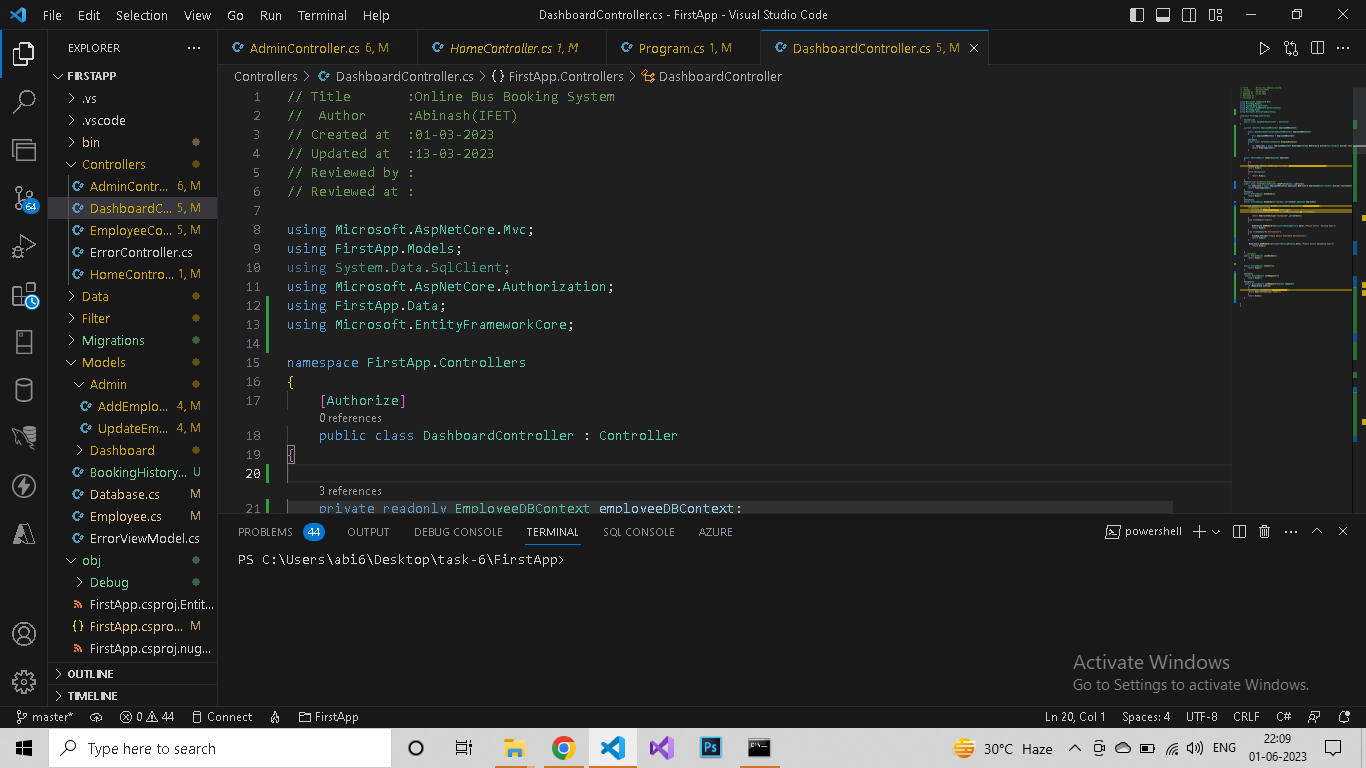 File Edit Selection View Go Run Terminal Help
DashboardController.cs - FirstApp - Visual Studio Code
EXPLORER
AdminController.cs 6, M
HomeController.cs 1, M
Program.cs 1, M
DashboardController.cs 5, M
Controllers > DashboardController.cs > {} FirstApp.Controllers > DashboardController
FIRSTAPP
.vs
.vscode
bin
Controllers
AdminContr... 6, M
DashboardC... 5, M
EmployeeCo... 5, M
ErrorController.cs
HomeContro... 1, M
Data
Filter
Migrations
Models
Admin
AddEmplo... 4, M
UpdateEm... 4, M
Dashboard
BookingHistory... U
Database.cs M
Employee.cs M
ErrorViewModel.cs
obj
Debug
FirstApp.csproj.Entit...
{} FirstApp.cspro... M
FirstApp.csproj.nug...
OUTLINE
TIMELINE
64
1 // Title :Online Bus Booking System
2 //  Author :Abinash(IFET)
3 // Created at :01-03-2023
4 // Updated at :13-03-2023
5 // Reviewed by :
6 // Reviewed at :
7
8 using Microsoft.AspNetCore.Mvc;
9 using FirstApp.Models;
10 using System.Data.SqlClient;
11 using Microsoft.AspNetCore.Authorization;
12 using FirstApp.Data;
13 using Microsoft.EntityFrameworkCore;
14
15 namespace FirstApp.Controllers
16 {
17 [Authorize]
0 references
18 public class DashboardController : Controller
19 {
20
3 references
21 private readonly EmployeeDBContext employeeDBContext;
PROBLEMS 44 OUTPUT DEBUG CONSOLE TERMINAL SQL CONSOLE AZURE
powershell
PS C:\Users\abi6\Desktop\task-6\FirstApp>
Activate Windows
Go to Settings to activate Windows.
master* 0 44 Connect FirstApp
Ln 20, Col 1 Spaces: 4 UTF-8 CRLF C#
Type here to search
Ps
30°C Haze
ENG
22:09
01-06-2023